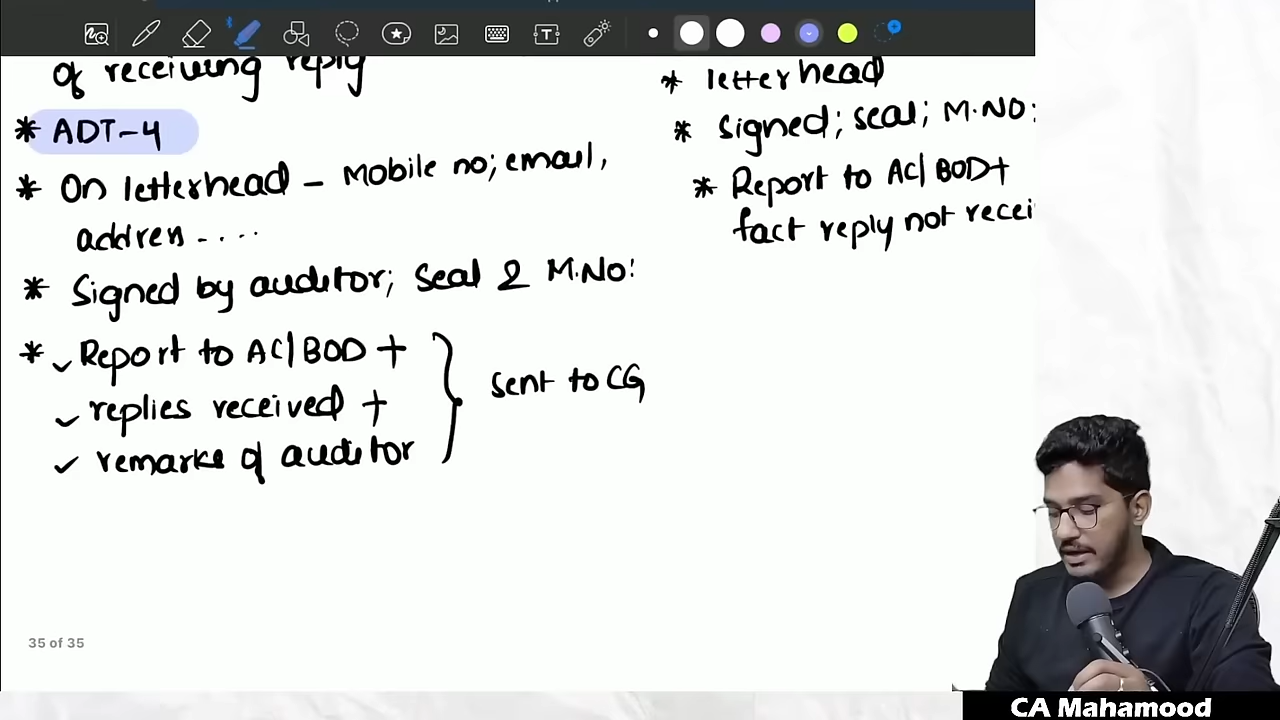 of receiving reply
* ADT-4
* On letterhead - Mobile no; email,
address....
* Signed by auditor; seal & M.NO:
* ✓ Report to AC/BOD +
✓ replies received +
✓ remarks of auditor
sent to CG
* letterhead
* signed; seal; M.NO:
* Report to AC/BOD+
fact reply not recei
35 of 35
CA Mahamood